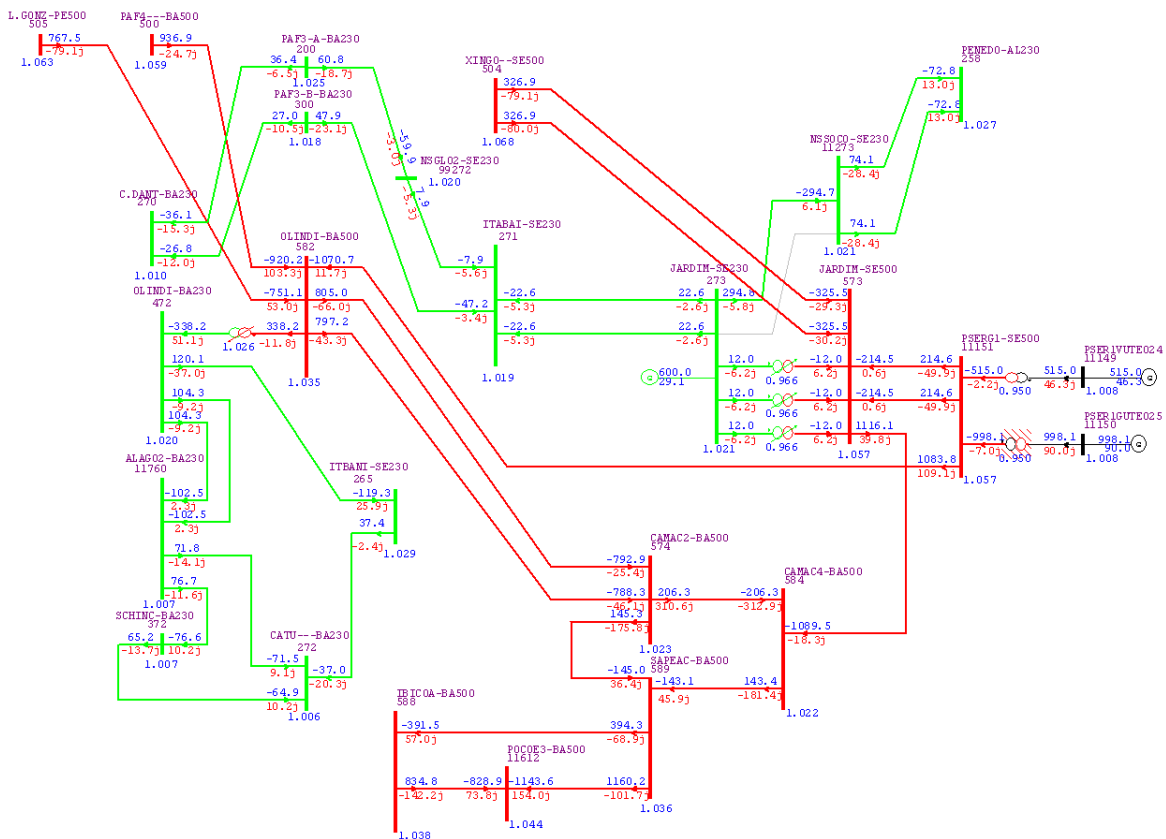 L.GONZ-PE500
505
767.5
-79.1j
1.063
PAF4---BA500
500
936.9
-24.7j
1.059
PAF3-A-BA230
200
36.4 60.8
-6.5j -18.7j
1.025
PAF3-B-BA230
300
27.0 47.9
-10.5j -23.1j
1.018
XINGO--SE500
504
326.9
-79.1j
326.9
-80.0j
1.068
PENEDO-AL230
258
-72.8
13.0j
-72.8
13.0j
1.027
NSSOCO-SE230
11273
74.1
-28.4j
-294.7
6.1j
74.1
-28.4j
1.021
-59.9
-3.0j
NSGLO2-SE230
99272
1.020
7.9
-5.3j
C.DANT-BA230
270
-36.1
-15.3j
-26.8
-12.0j
1.010
OLINDI-BA500
582
-920.2 -1070.7
103.3j 11.7j
-751.1 805.0
53.0j -66.0j
338.2 797.2
-11.8j -43.3j
1.035
ITABAI-SE230
271
-7.9
-5.6j
-22.6
-5.3j
-47.2
-3.4j
-22.6
-5.3j
1.019
JARDIM-SE230
273
22.6 294.8
-2.6j -5.8j
22.6
-2.6j
600.0
29.1
12.0
-6.2j
12.0
-6.2j
12.0
-6.2j
1.021
0.966
0.966
0.966
JARDIM-SE500
573
-325.5
-29.3j
-325.5
-30.2j
-12.0 -214.5
6.2j 0.6j
-12.0 -214.5
6.2j 0.6j
-12.0 1116.1
6.2j 39.8j
1.057
PSERG1-SE500
11151
214.6 -515.0
-49.9j -2.2j
214.6
-49.9j
-998.1
-7.0j
1083.8
109.1j
1.057
0.950
0.950
PSER1VUTE024
11149
515.0 515.0
46.3j 46.3
1.008
PSER1GUTE025
11150
998.1 998.1
90.0j 90.0
1.008
OLINDI-BA230
472
-338.2
51.1j
1.026
120.1
-37.0j
104.3
-9.2j
104.3
-9.2j
1.020
ALAGO2-BA230
11760
-102.5
2.3j
-102.5
2.3j
71.8
-14.1j
76.7
-11.6j
1.007
ITBANI-SE230
265
-119.3
25.9j
37.4
-2.4j
1.029
SCHINC-BA230
372
65.2 -76.6
-13.7j 10.2j
1.007
CATU---BA230
272
-71.5
9.1j
-37.0
-20.3j
-64.9
10.2j
1.006
CAMAC2-BA500
574
-792.9
-25.4j
-788.3 206.3
-46.1j 310.6j
145.3
-175.8j
1.023
CAMAC4-BA500
584
-206.3
-312.9j
-1089.5
-18.3j
143.4
-181.4j
1.022
SAPEAC-BA500
589
-145.0
36.4j
-143.1
45.9j
394.3
-68.9j
1160.2
-101.7j
1.036
IBICOA-BA500
588
-391.5
57.0j
834.8
-142.2j
1.038
POCOE3-BA500
11612
-828.9 -1143.6
73.8j 154.0j
1.044